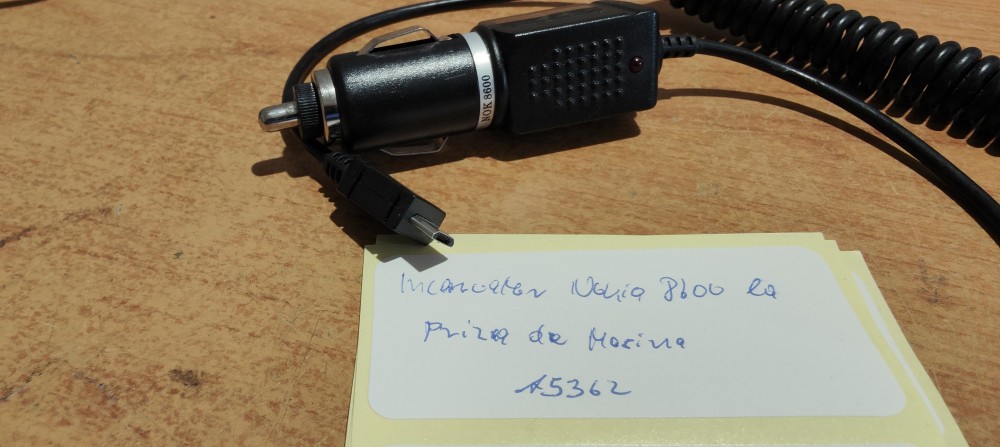 NOK 8600
Incarcator Nokia 8600 la
Priza de Masina
A5362